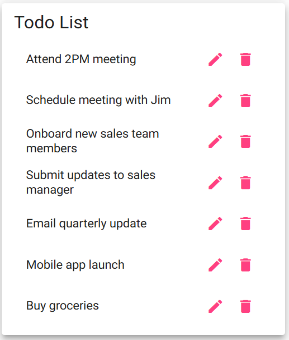 Todo List
Attend 2PM meeting
Schedule meeting with Jim
Onboard new sales team
members
Submit updates to sales
manager
Email quarterly update
Mobile app launch
Buy groceries